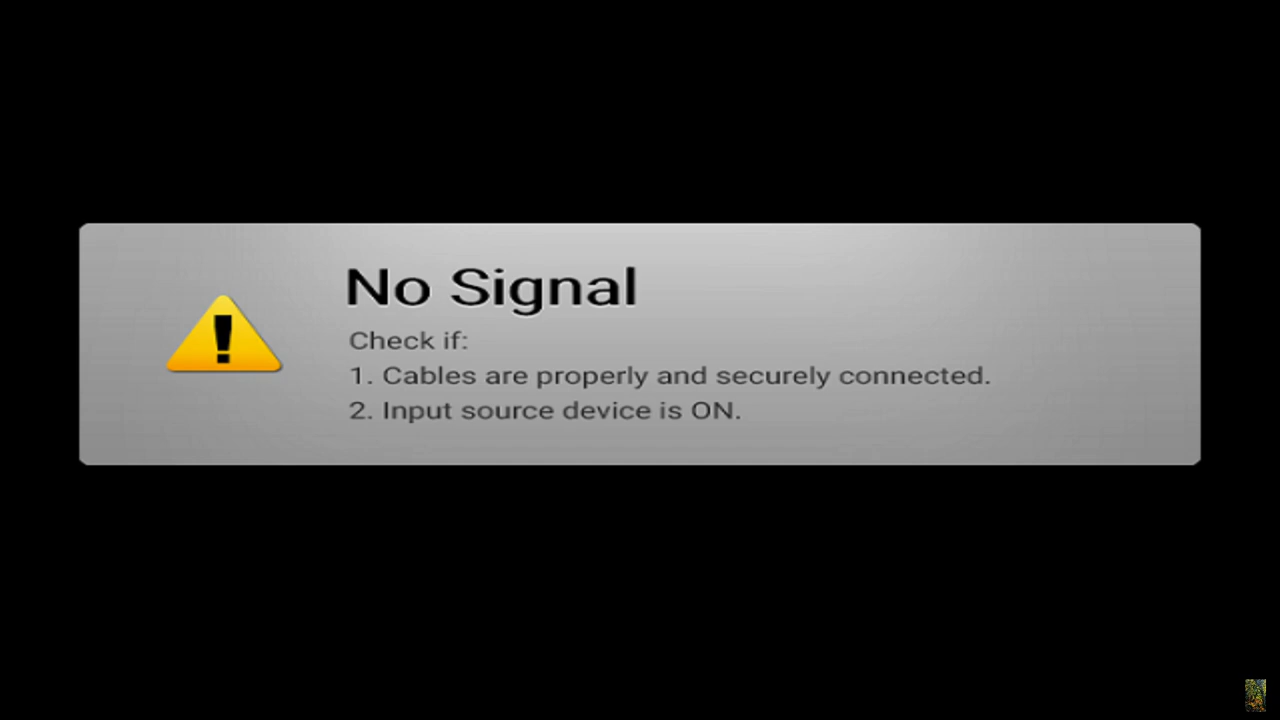 No Signal
Check if:
1. Cables are properly and securely connected.
2. Input source device is ON.